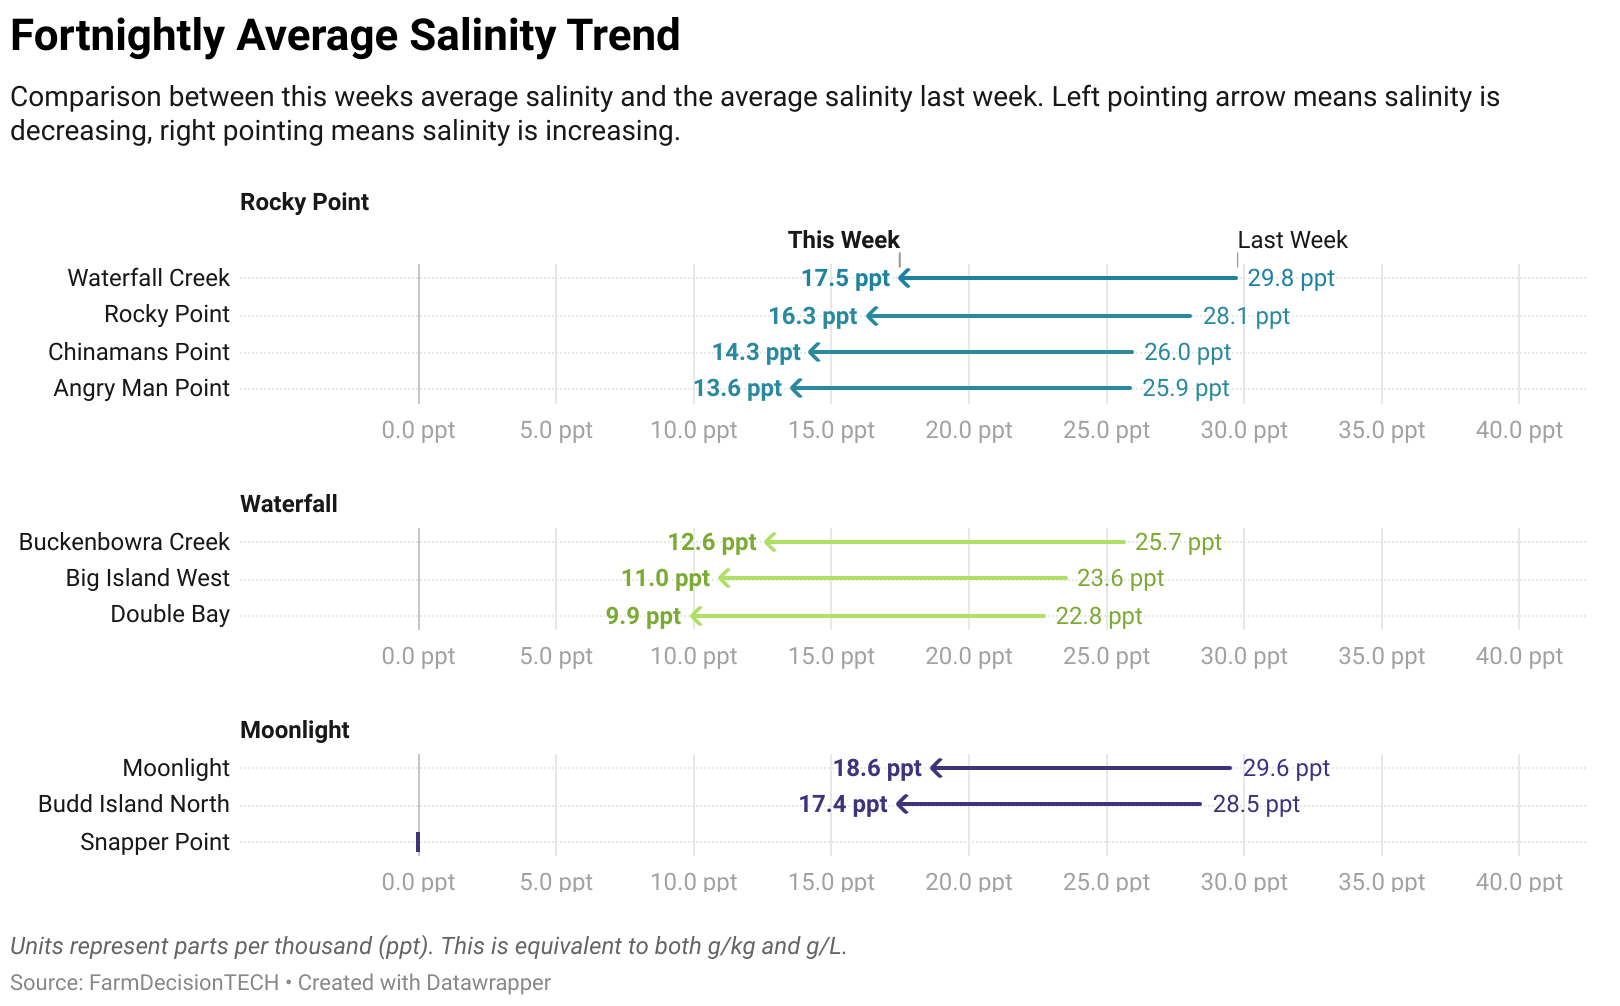 Fortnightly Average Salinity Trend
Comparison between this weeks average salinity and the average salinity last week. Left pointing arrow means salinity is
decreasing, right pointing means salinity is increasing.
Rocky Point
This Week Last Week
Waterfall Creek 17.5 ppt 29.8 ppt
Rocky Point 16.3 ppt 28.1 ppt
Chinamans Point 14.3 ppt 26.0 ppt
Angry Man Point 13.6 ppt 25.9 ppt
0.0 ppt 5.0 ppt 10.0 ppt 15.0 ppt 20.0 ppt 25.0 ppt 30.0 ppt 35.0 ppt 40.0 ppt
Waterfall
Buckenbowra Creek 12.6 ppt 25.7 ppt
Big Island West 11.0 ppt 23.6 ppt
Double Bay 9.9 ppt 22.8 ppt
0.0 ppt 5.0 ppt 10.0 ppt 15.0 ppt 20.0 ppt 25.0 ppt 30.0 ppt 35.0 ppt 40.0 ppt
Moonlight
Moonlight 18.6 ppt 29.6 ppt
Budd Island North 17.4 ppt 28.5 ppt
Snapper Point
0.0 ppt 5.0 ppt 10.0 ppt 15.0 ppt 20.0 ppt 25.0 ppt 30.0 ppt 35.0 ppt 40.0 ppt
Units represent parts per thousand (ppt). This is equivalent to both g/kg and g/L.
Source: FarmDecisionTECH • Created with Datawrapper